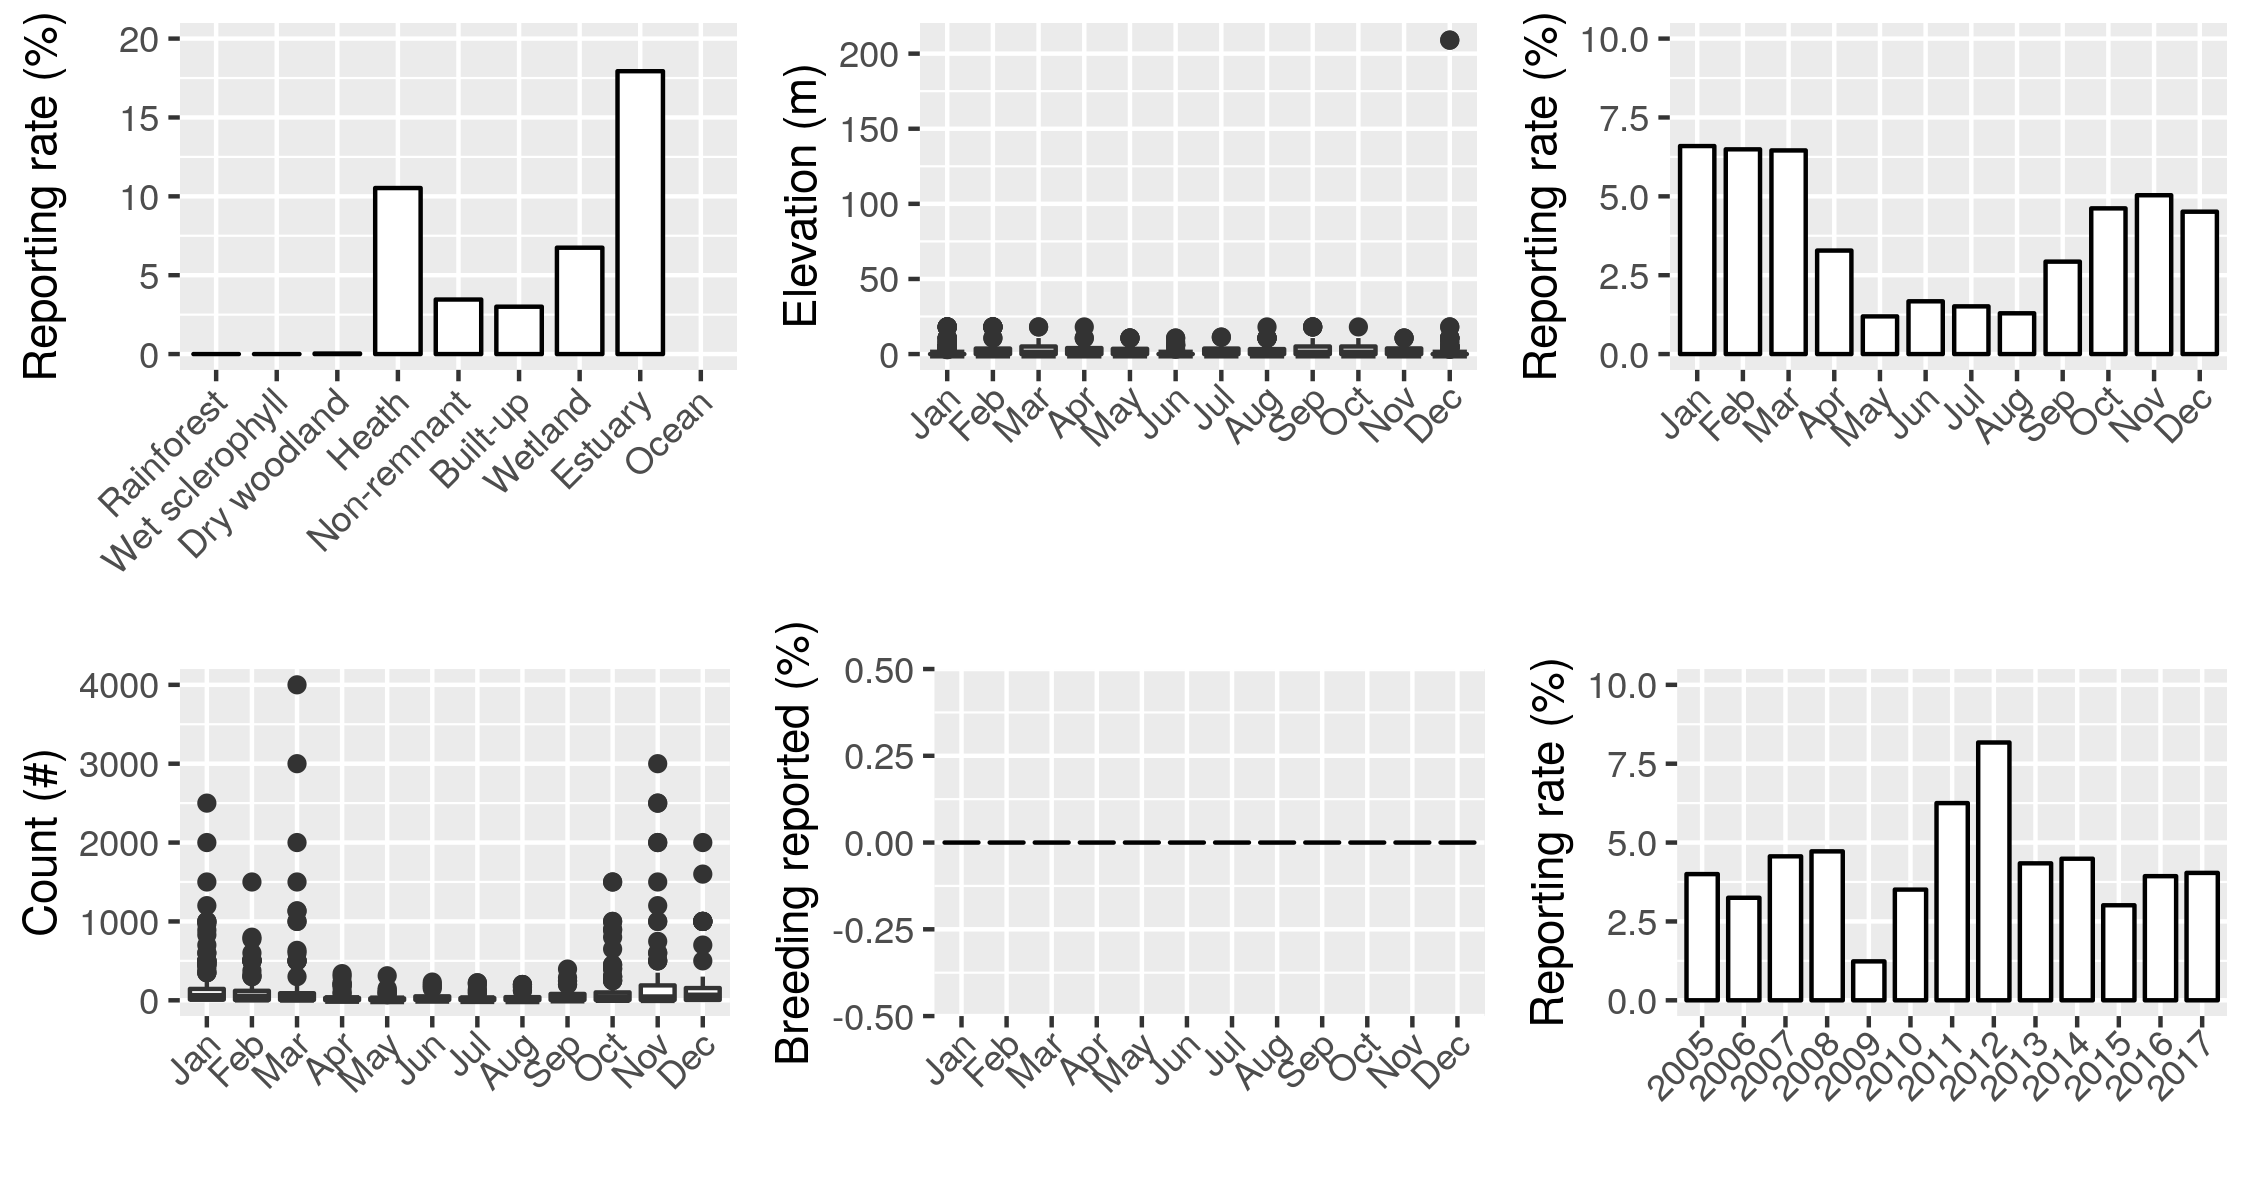 Reporting rate (%)
20
15
10
5
0
Rainforest
Wet sclerophyll
Dry woodland
Heath
Non-remnant
Built-up
Wetland
Estuary
Ocean
Elevation (m)
200
150
100
50
0
Jan
Feb
Mar
Apr
May
Jun
Jul
Aug
Sep
Oct
Nov
Dec
Reporting rate (%)
10.0
7.5
5.0
2.5
0.0
Jan
Feb
Mar
Apr
May
Jun
Jul
Aug
Sep
Oct
Nov
Dec
Count (#)
4000
3000
2000
1000
0
Jan
Feb
Mar
Apr
May
Jun
Jul
Aug
Sep
Oct
Nov
Dec
Breeding reported (%)
0.50
0.25
0.00
-0.25
-0.50
Jan
Feb
Mar
Apr
May
Jun
Jul
Aug
Sep
Oct
Nov
Dec
Reporting rate (%)
10.0
7.5
5.0
2.5
0.0
2005
2006
2007
2008
2009
2010
2011
2012
2013
2014
2015
2016
2017